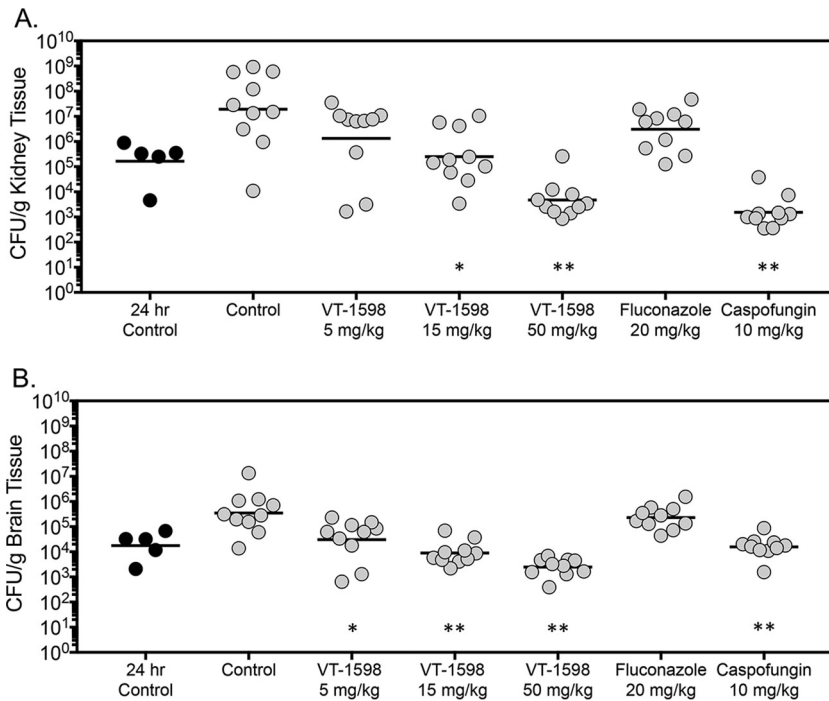 A.
CFU/g Kidney Tissue
10^10
10^9
10^8
10^7
10^6
10^5
10^4
10^3
10^2
10^1
10^0
* ** **
24 hr Control Control VT-1598 5 mg/kg VT-1598 15 mg/kg VT-1598 50 mg/kg Fluconazole 20 mg/kg Caspofungin 10 mg/kg
B.
CFU/g Brain Tissue
10^10
10^9
10^8
10^7
10^6
10^5
10^4
10^3
10^2
10^1
10^0
* ** ** **
24 hr Control Control VT-1598 5 mg/kg VT-1598 15 mg/kg VT-1598 50 mg/kg Fluconazole 20 mg/kg Caspofungin 10 mg/kg